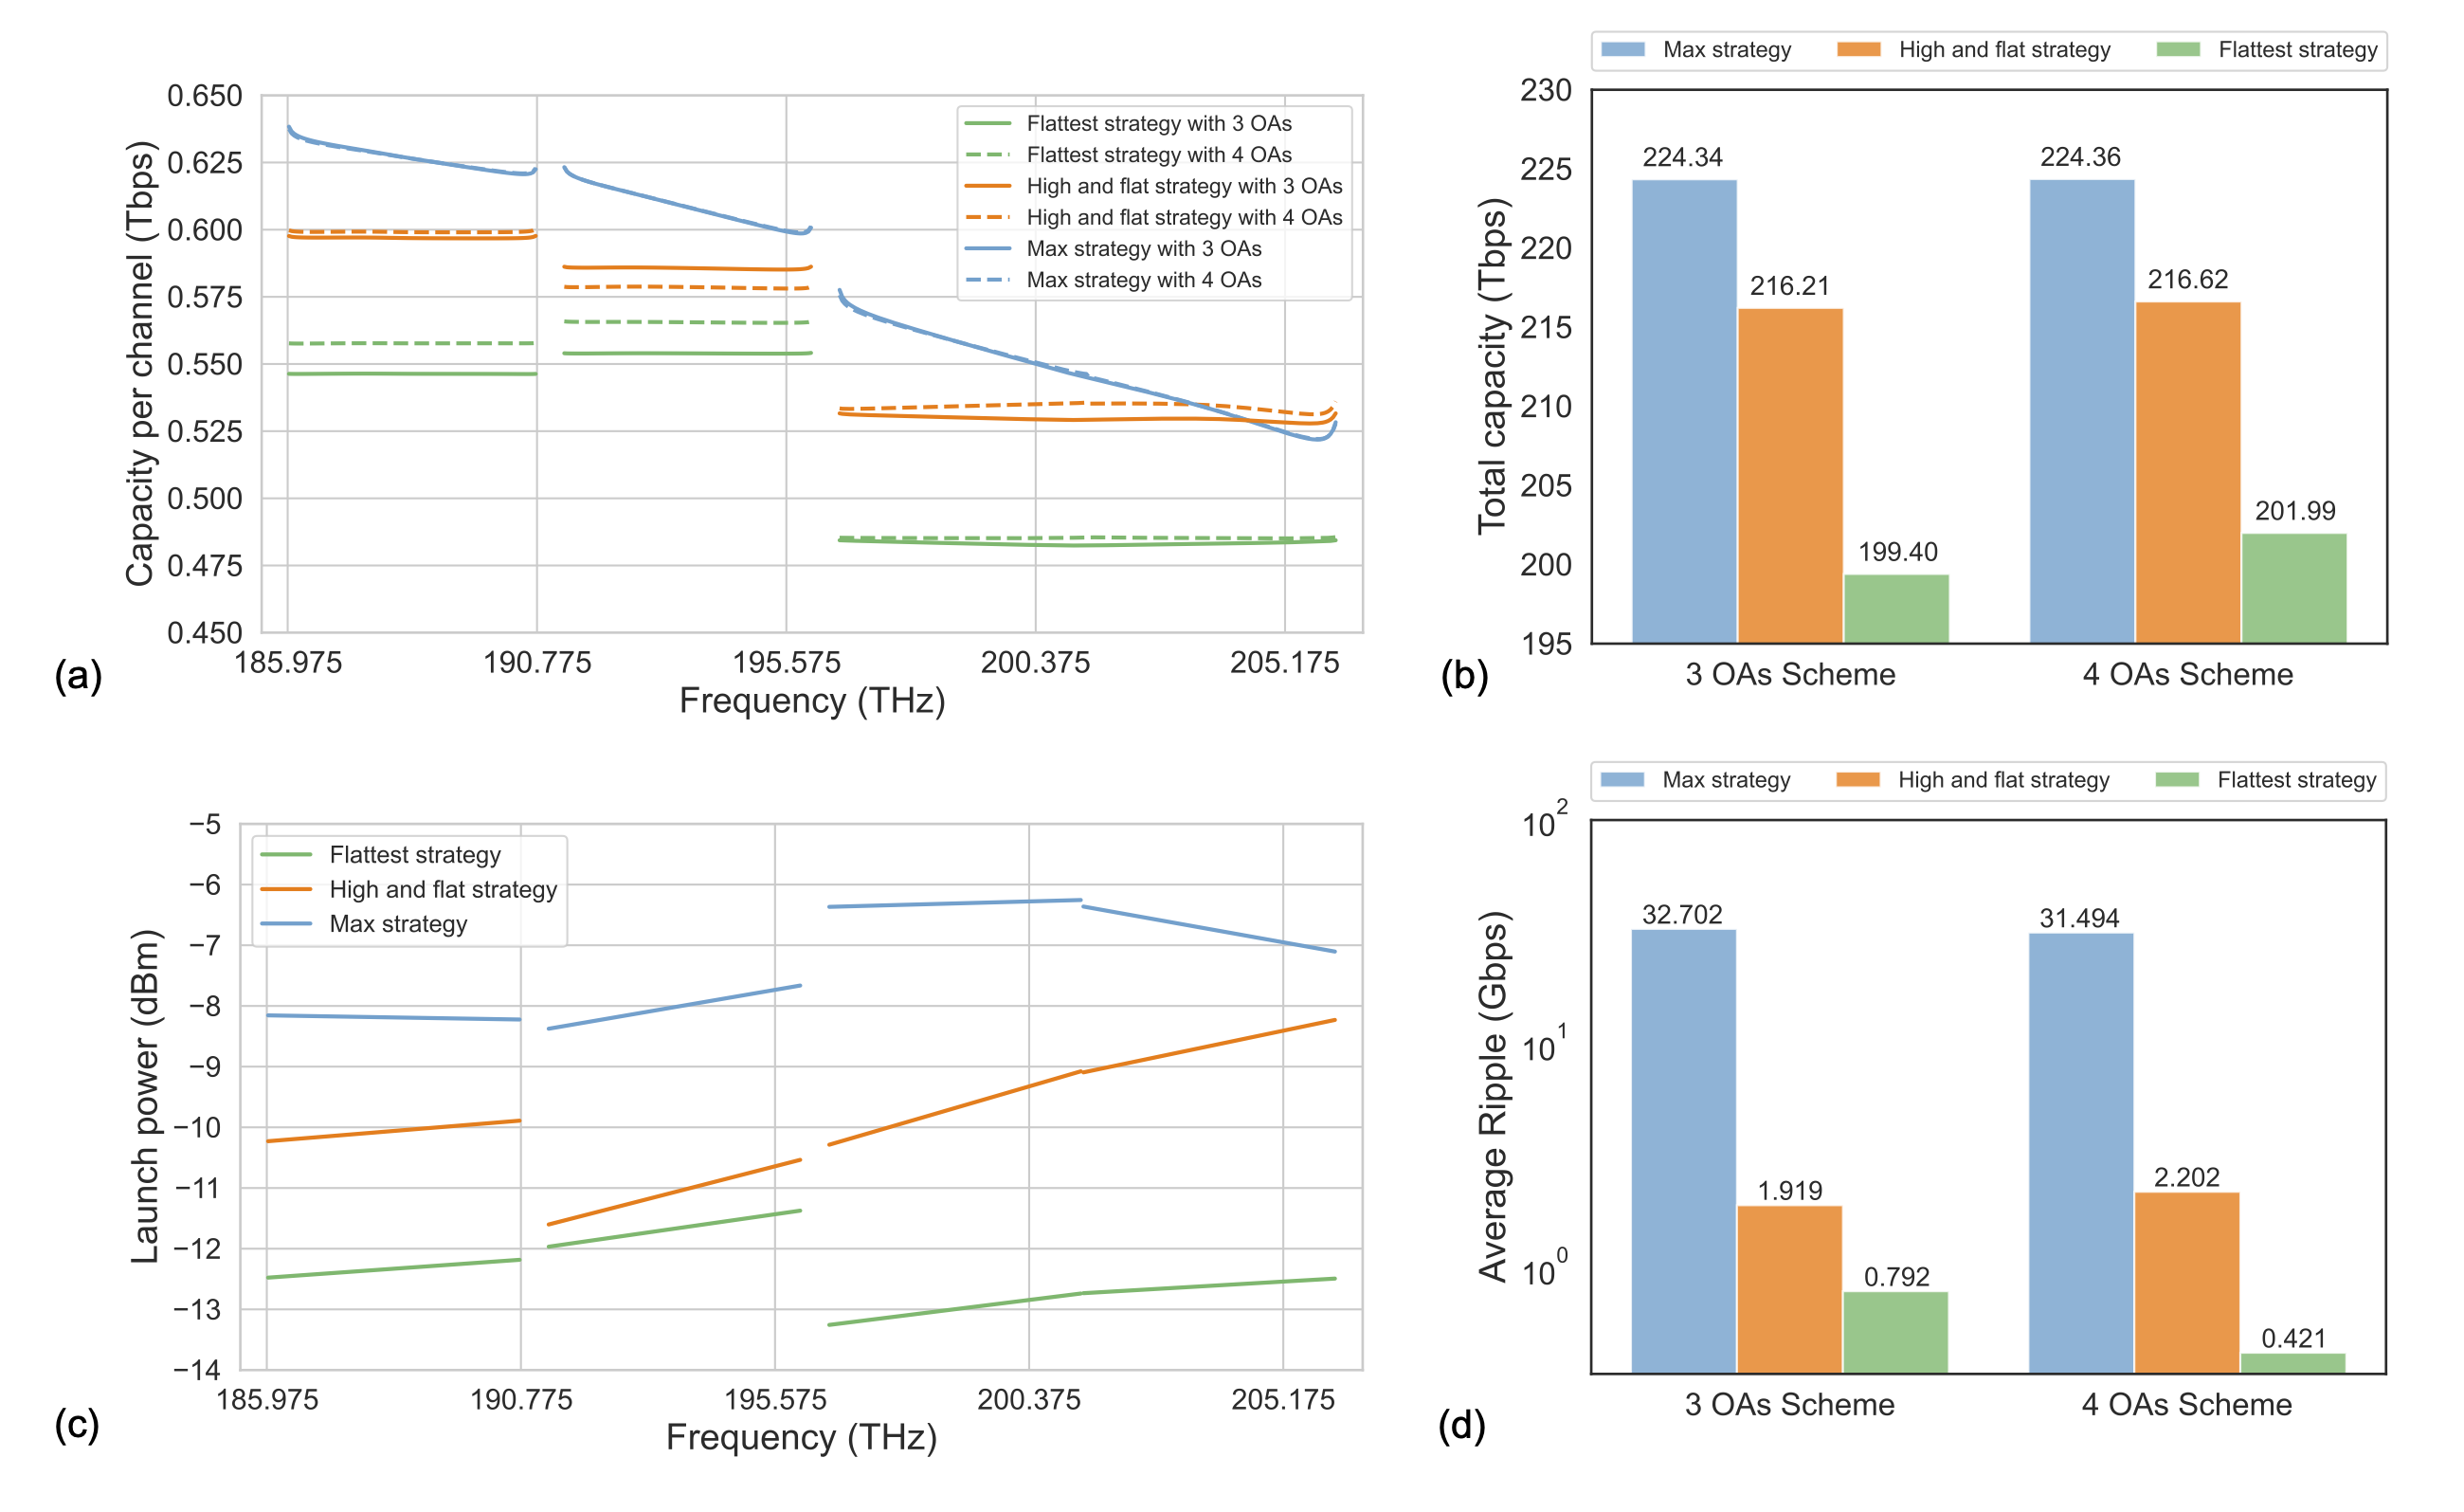 0.650
0.625
0.600
0.575
0.550
0.525
0.500
0.475
0.450
Capacity per channel (Tbps)
Flattest strategy with 3 OAs
Flattest strategy with 4 OAs
High and flat strategy with 3 OAs
High and flat strategy with 4 OAs
Max strategy with 3 OAs
Max strategy with 4 OAs
185.975 190.775 195.575 200.375 205.175
Frequency (THz)
(a)
Max strategy High and flat strategy Flattest strategy
230
225
220
215
210
205
200
195
Total capacity (Tbps)
224.34
216.21
199.40
224.36
216.62
201.99
3 OAs Scheme 4 OAs Scheme
(b)
−5
−6
−7
−8
−9
−10
−11
−12
−13
−14
Launch power (dBm)
Flattest strategy
High and flat strategy
Max strategy
185.975 190.775 195.575 200.375 205.175
Frequency (THz)
(c)
Max strategy High and flat strategy Flattest strategy
10²
10¹
10⁰
Average Ripple (Gbps)
32.702
1.919
0.792
31.494
2.202
0.421
3 OAs Scheme 4 OAs Scheme
(d)